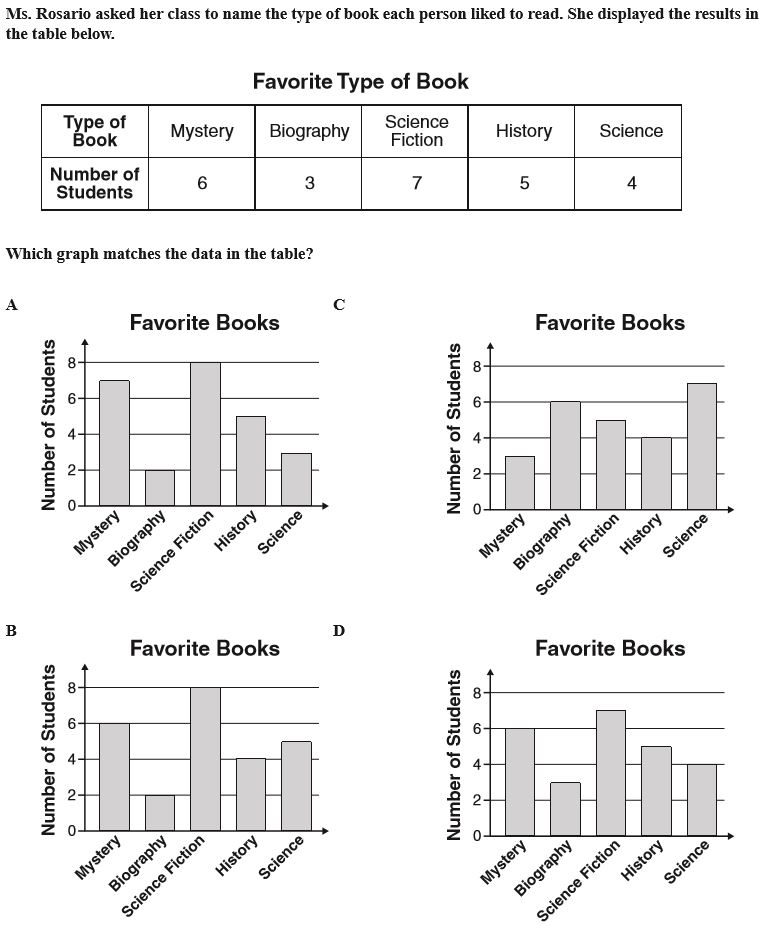 Ms. Rosario asked her class to name the type of book each person liked to read. She displayed the results in
the table below.
Favorite Type of Book
Type of Book Mystery Biography Science Fiction History Science
Number of Students 6 3 7 5 4
Which graph matches the data in the table?
A
Favorite Books
Number of Students
8
6
4
2
0
Mystery
Biography
Science Fiction
History
Science
C
Favorite Books
Number of Students
8
6
4
2
0
Mystery
Biography
Science Fiction
History
Science
B
Favorite Books
Number of Students
8
6
4
2
0
Mystery
Biography
Science Fiction
History
Science
D
Favorite Books
Number of Students
8
6
4
2
0
Mystery
Biography
Science Fiction
History
Science